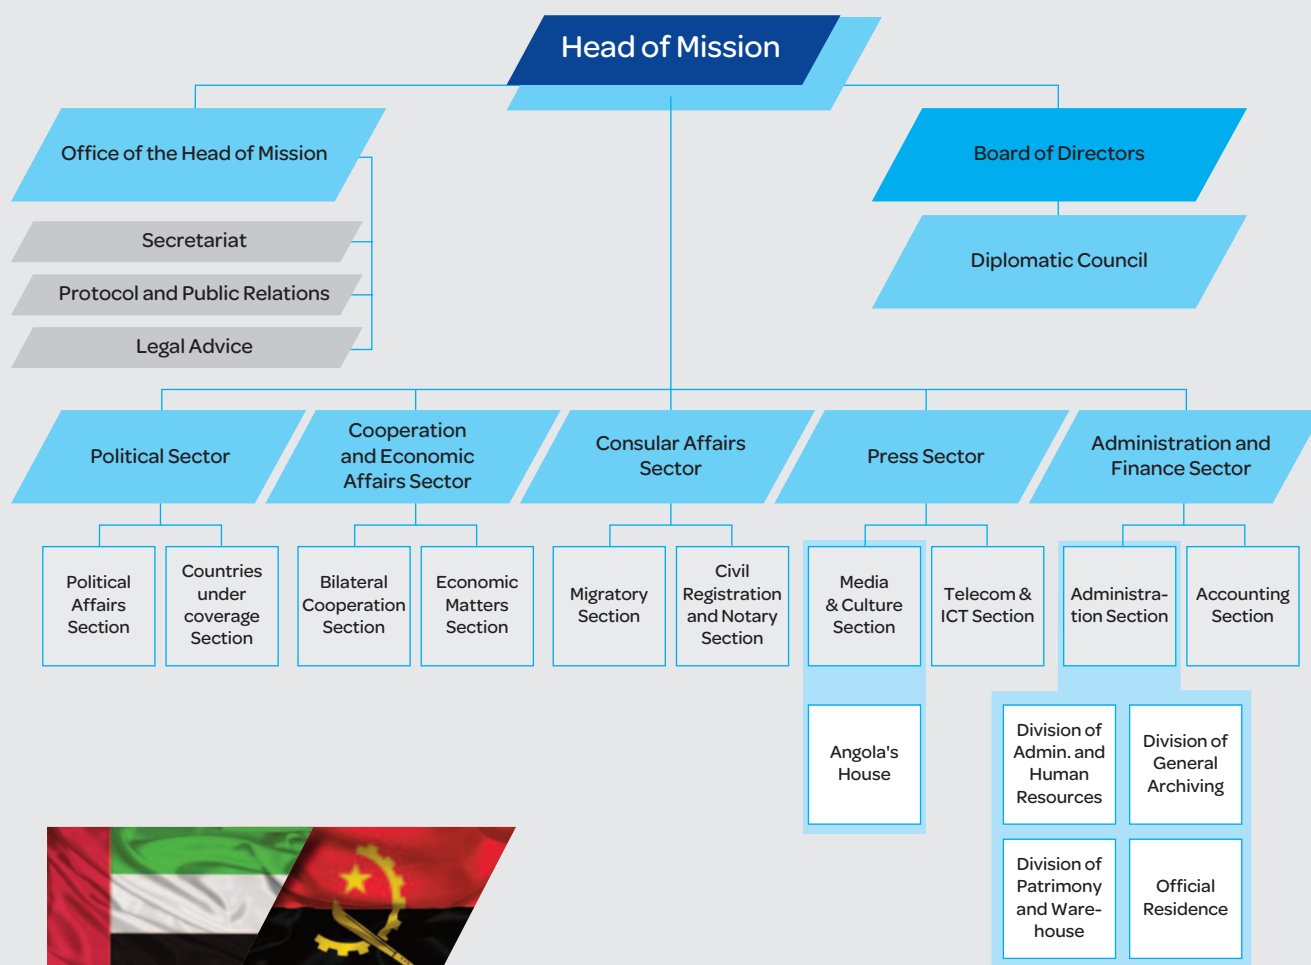 Head of Mission
Office of the Head of Mission
Board of Directors
Secretariat
Diplomatic Council
Protocol and Public Relations
Legal Advice
Political Sector
Cooperation
and Economic
Affairs Sector
Consular Affairs
Sector
Press Sector
Administration and
Finance Sector
Political
Affairs
Section
Countries
under
coverage
Section
Bilateral
Cooperation
Section
Economic
Matters
Section
Migratory
Section
Civil
Registration
and Notary
Section
Media
& Culture
Section
Telecom &
ICT Section
Administra-
tion Section
Accounting
Section
Angola's
House
Division of
Admin. and
Human
Resources
Division of
General
Archiving
Division of
Patrimony
and Ware-
house
Official
Residence